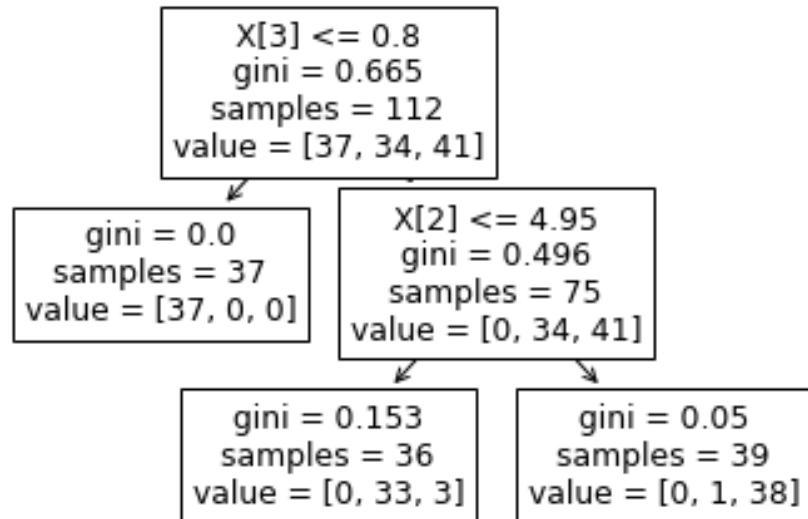 X[3] <= 0.8
gini = 0.665
samples = 112
value = [37, 34, 41]
gini = 0.0
samples = 37
value = [37, 0, 0]
X[2] <= 4.95
gini = 0.496
samples = 75
value = [0, 34, 41]
gini = 0.153
samples = 36
value = [0, 33, 3]
gini = 0.05
samples = 39
value = [0, 1, 38]